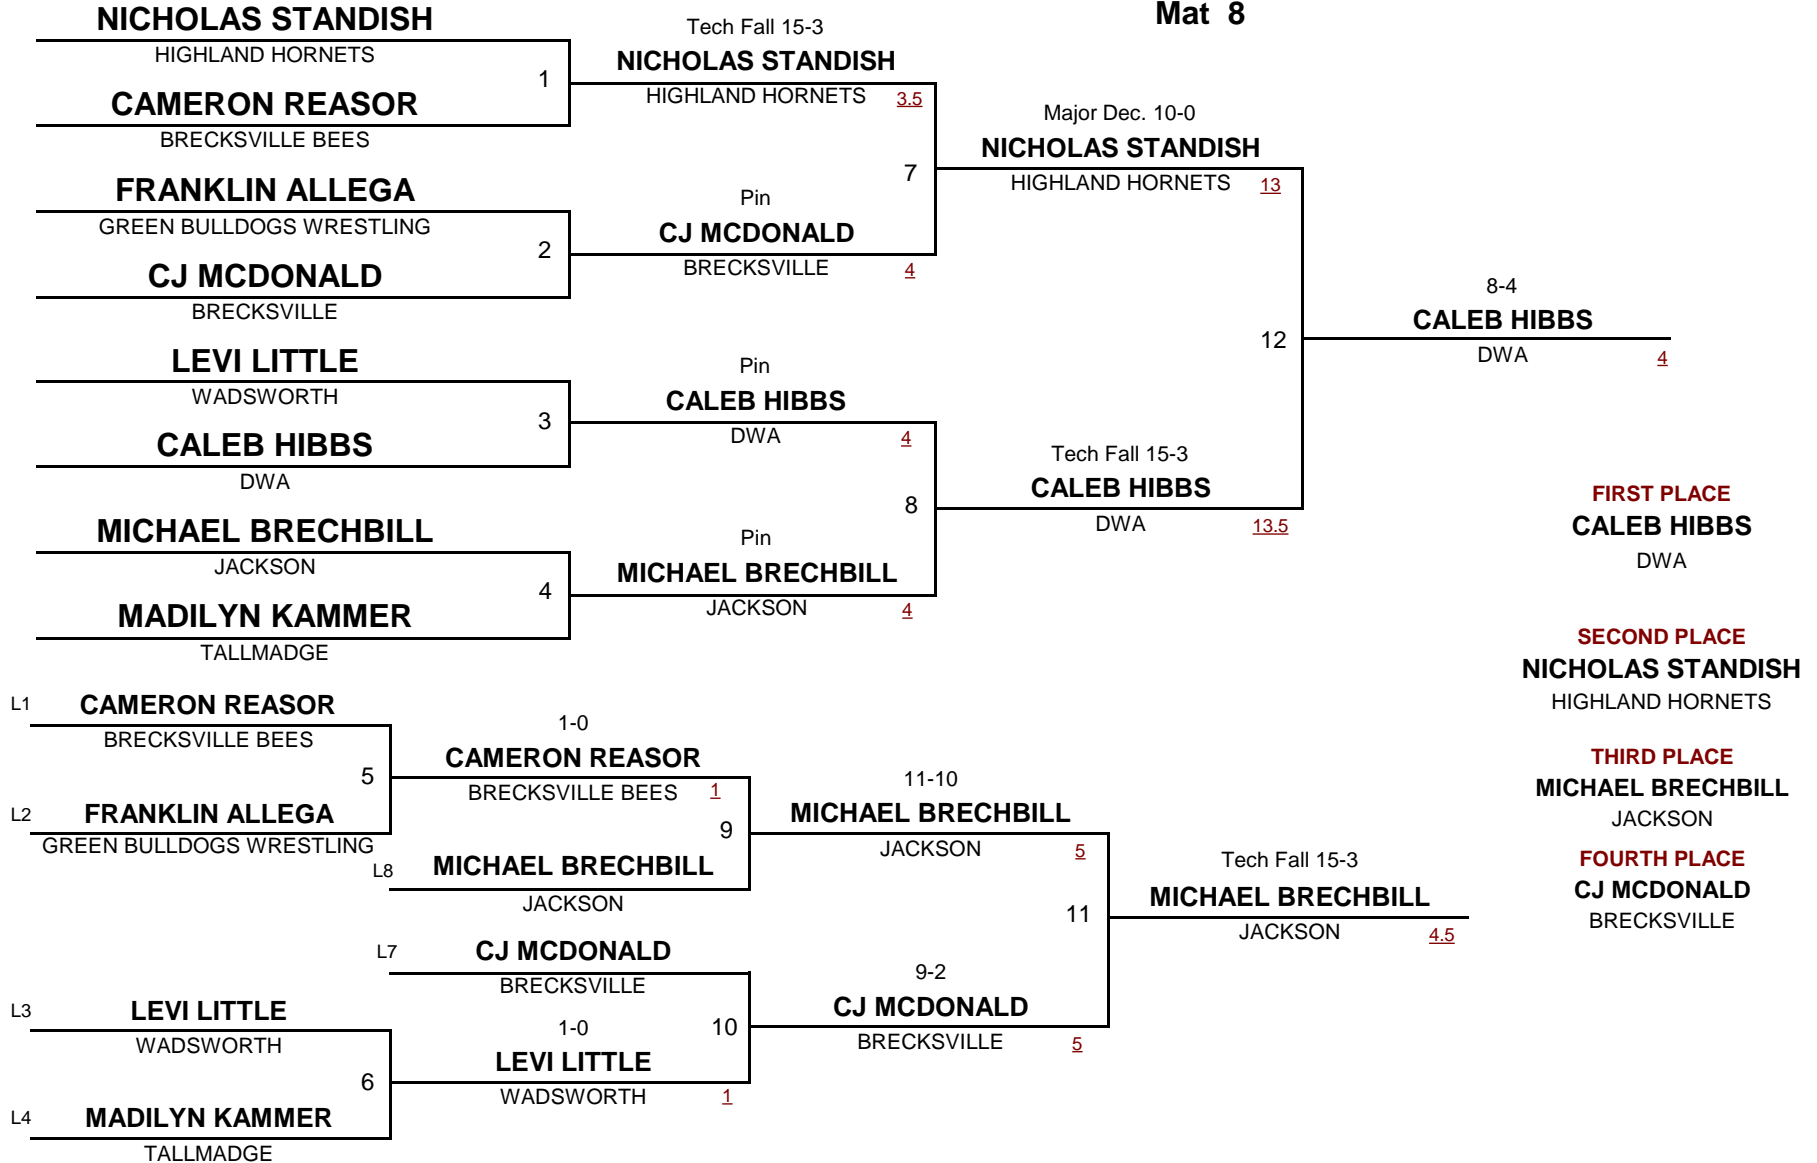 Mat 8
NICHOLAS STANDISH
HIGHLAND HORNETS
1
CAMERON REASOR
BRECKSVILLE BEES
FRANKLIN ALLEGA
GREEN BULLDOGS WRESTLING
2
CJ MCDONALD
BRECKSVILLE
LEVI LITTLE
WADSWORTH
3
CALEB HIBBS
DWA
MICHAEL BRECHBILL
JACKSON
4
MADILYN KAMMER
TALLMADGE
Tech Fall 15-3
NICHOLAS STANDISH
HIGHLAND HORNETS 3.5
7
Pin
CJ MCDONALD
BRECKSVILLE 4
Pin
CALEB HIBBS
DWA 4
8
Pin
MICHAEL BRECHBILL
JACKSON 4
Major Dec. 10-0
NICHOLAS STANDISH
HIGHLAND HORNETS 13
12
Tech Fall 15-3
CALEB HIBBS
DWA 13.5
8-4
CALEB HIBBS
DWA 4
FIRST PLACE
CALEB HIBBS
DWA
SECOND PLACE
NICHOLAS STANDISH
HIGHLAND HORNETS
THIRD PLACE
MICHAEL BRECHBILL
JACKSON
FOURTH PLACE
CJ MCDONALD
BRECKSVILLE
L1 CAMERON REASOR
BRECKSVILLE BEES
5
L2 FRANKLIN ALLEGA
GREEN BULLDOGS WRESTLING
L3 LEVI LITTLE
WADSWORTH
6
L4 MADILYN KAMMER
TALLMADGE
1-0
CAMERON REASOR
BRECKSVILLE BEES 1
9
L8 MICHAEL BRECHBILL
JACKSON
L7 CJ MCDONALD
BRECKSVILLE
1-0 10
LEVI LITTLE
WADSWORTH 1
11-10
MICHAEL BRECHBILL
JACKSON 5
11
9-2
CJ MCDONALD
BRECKSVILLE 5
Tech Fall 15-3
MICHAEL BRECHBILL
JACKSON 4.5